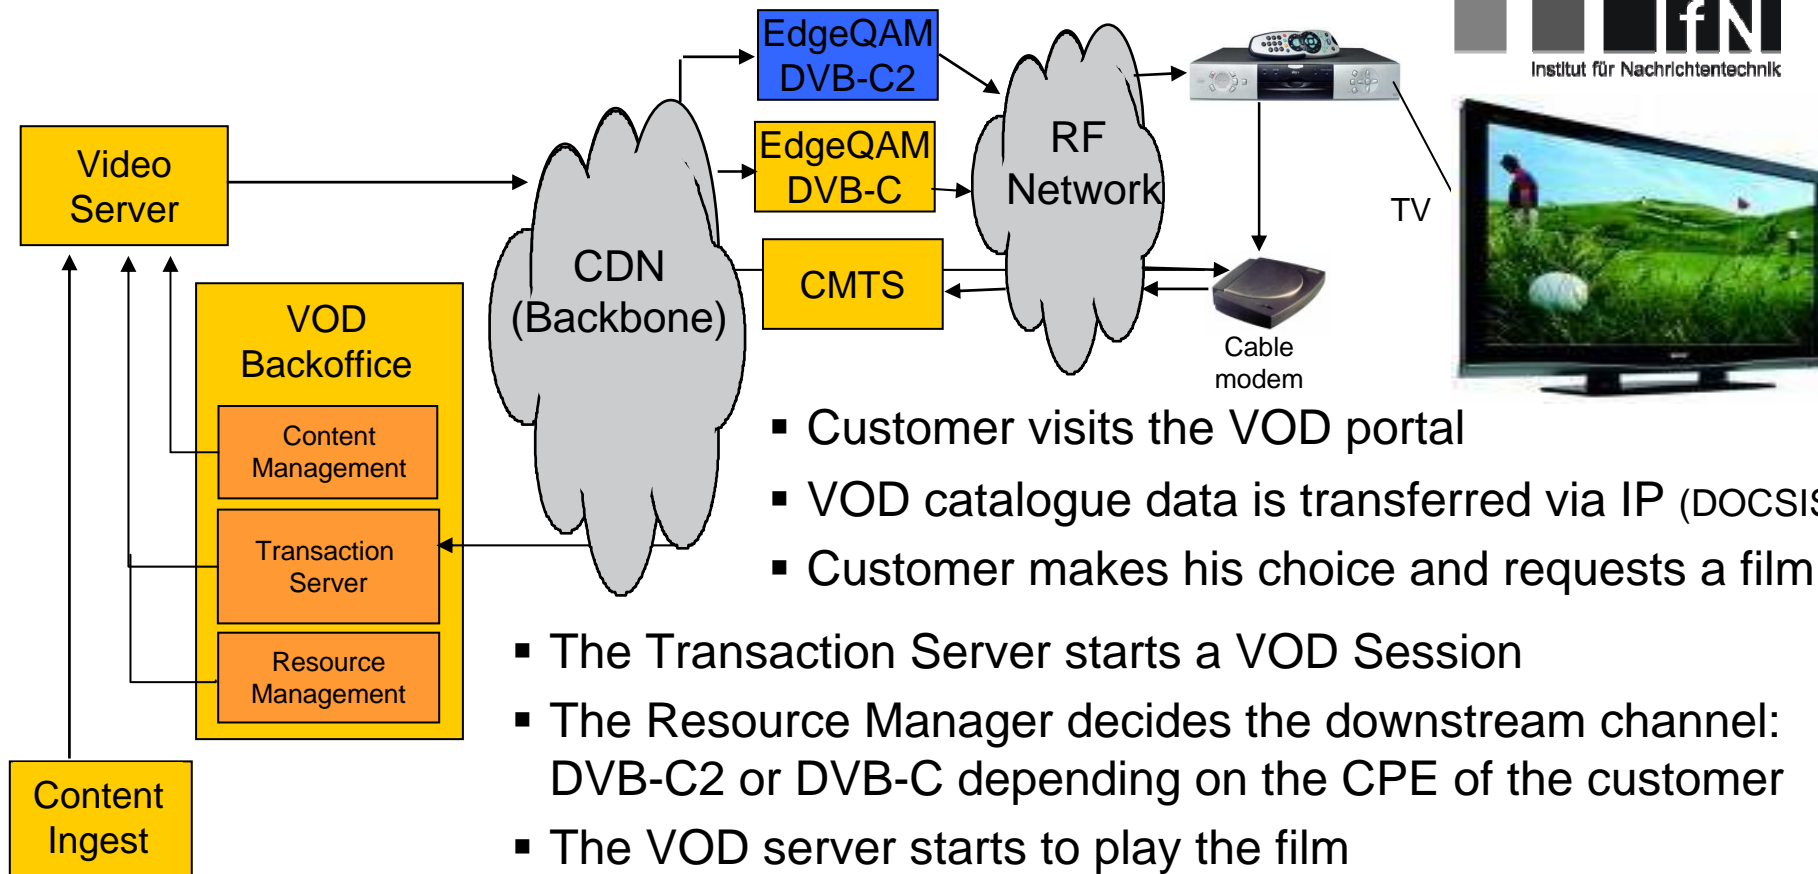 EdgeQAM
DVB-C2
fN
Institut für Nachrichtentechnik
Video
Server
EdgeQAM
DVB-C
RF
Network
TV
CDN
(Backbone)
CMTS
VOD
Backoffice
Cable
modem
Content
Management
Transaction
Server
Resource
Management
Content
Ingest
▪ Customer visits the VOD portal
▪ VOD catalogue data is transferred via IP (DOCSIS
▪ Customer makes his choice and requests a film
▪ The Transaction Server starts a VOD Session
▪ The Resource Manager decides the downstream channel:
DVB-C2 or DVB-C depending on the CPE of the customer
▪ The VOD server starts to play the film